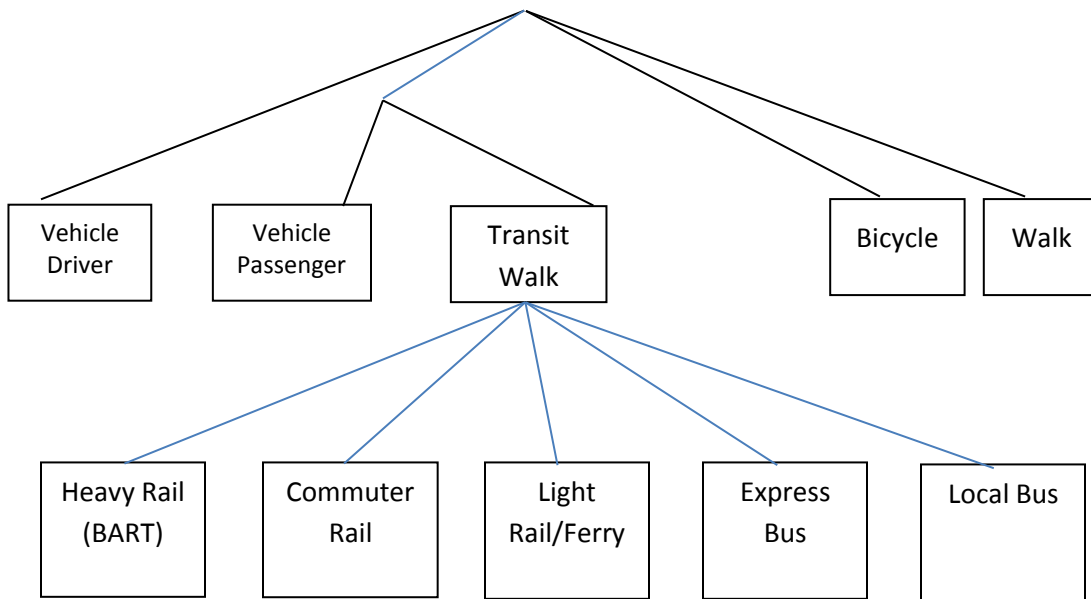 Vehicle
Driver
Vehicle
Passenger
Transit
Walk
Bicycle
Walk
Heavy Rail
(BART)
Commuter
Rail
Light
Rail/Ferry
Express
Bus
Local Bus